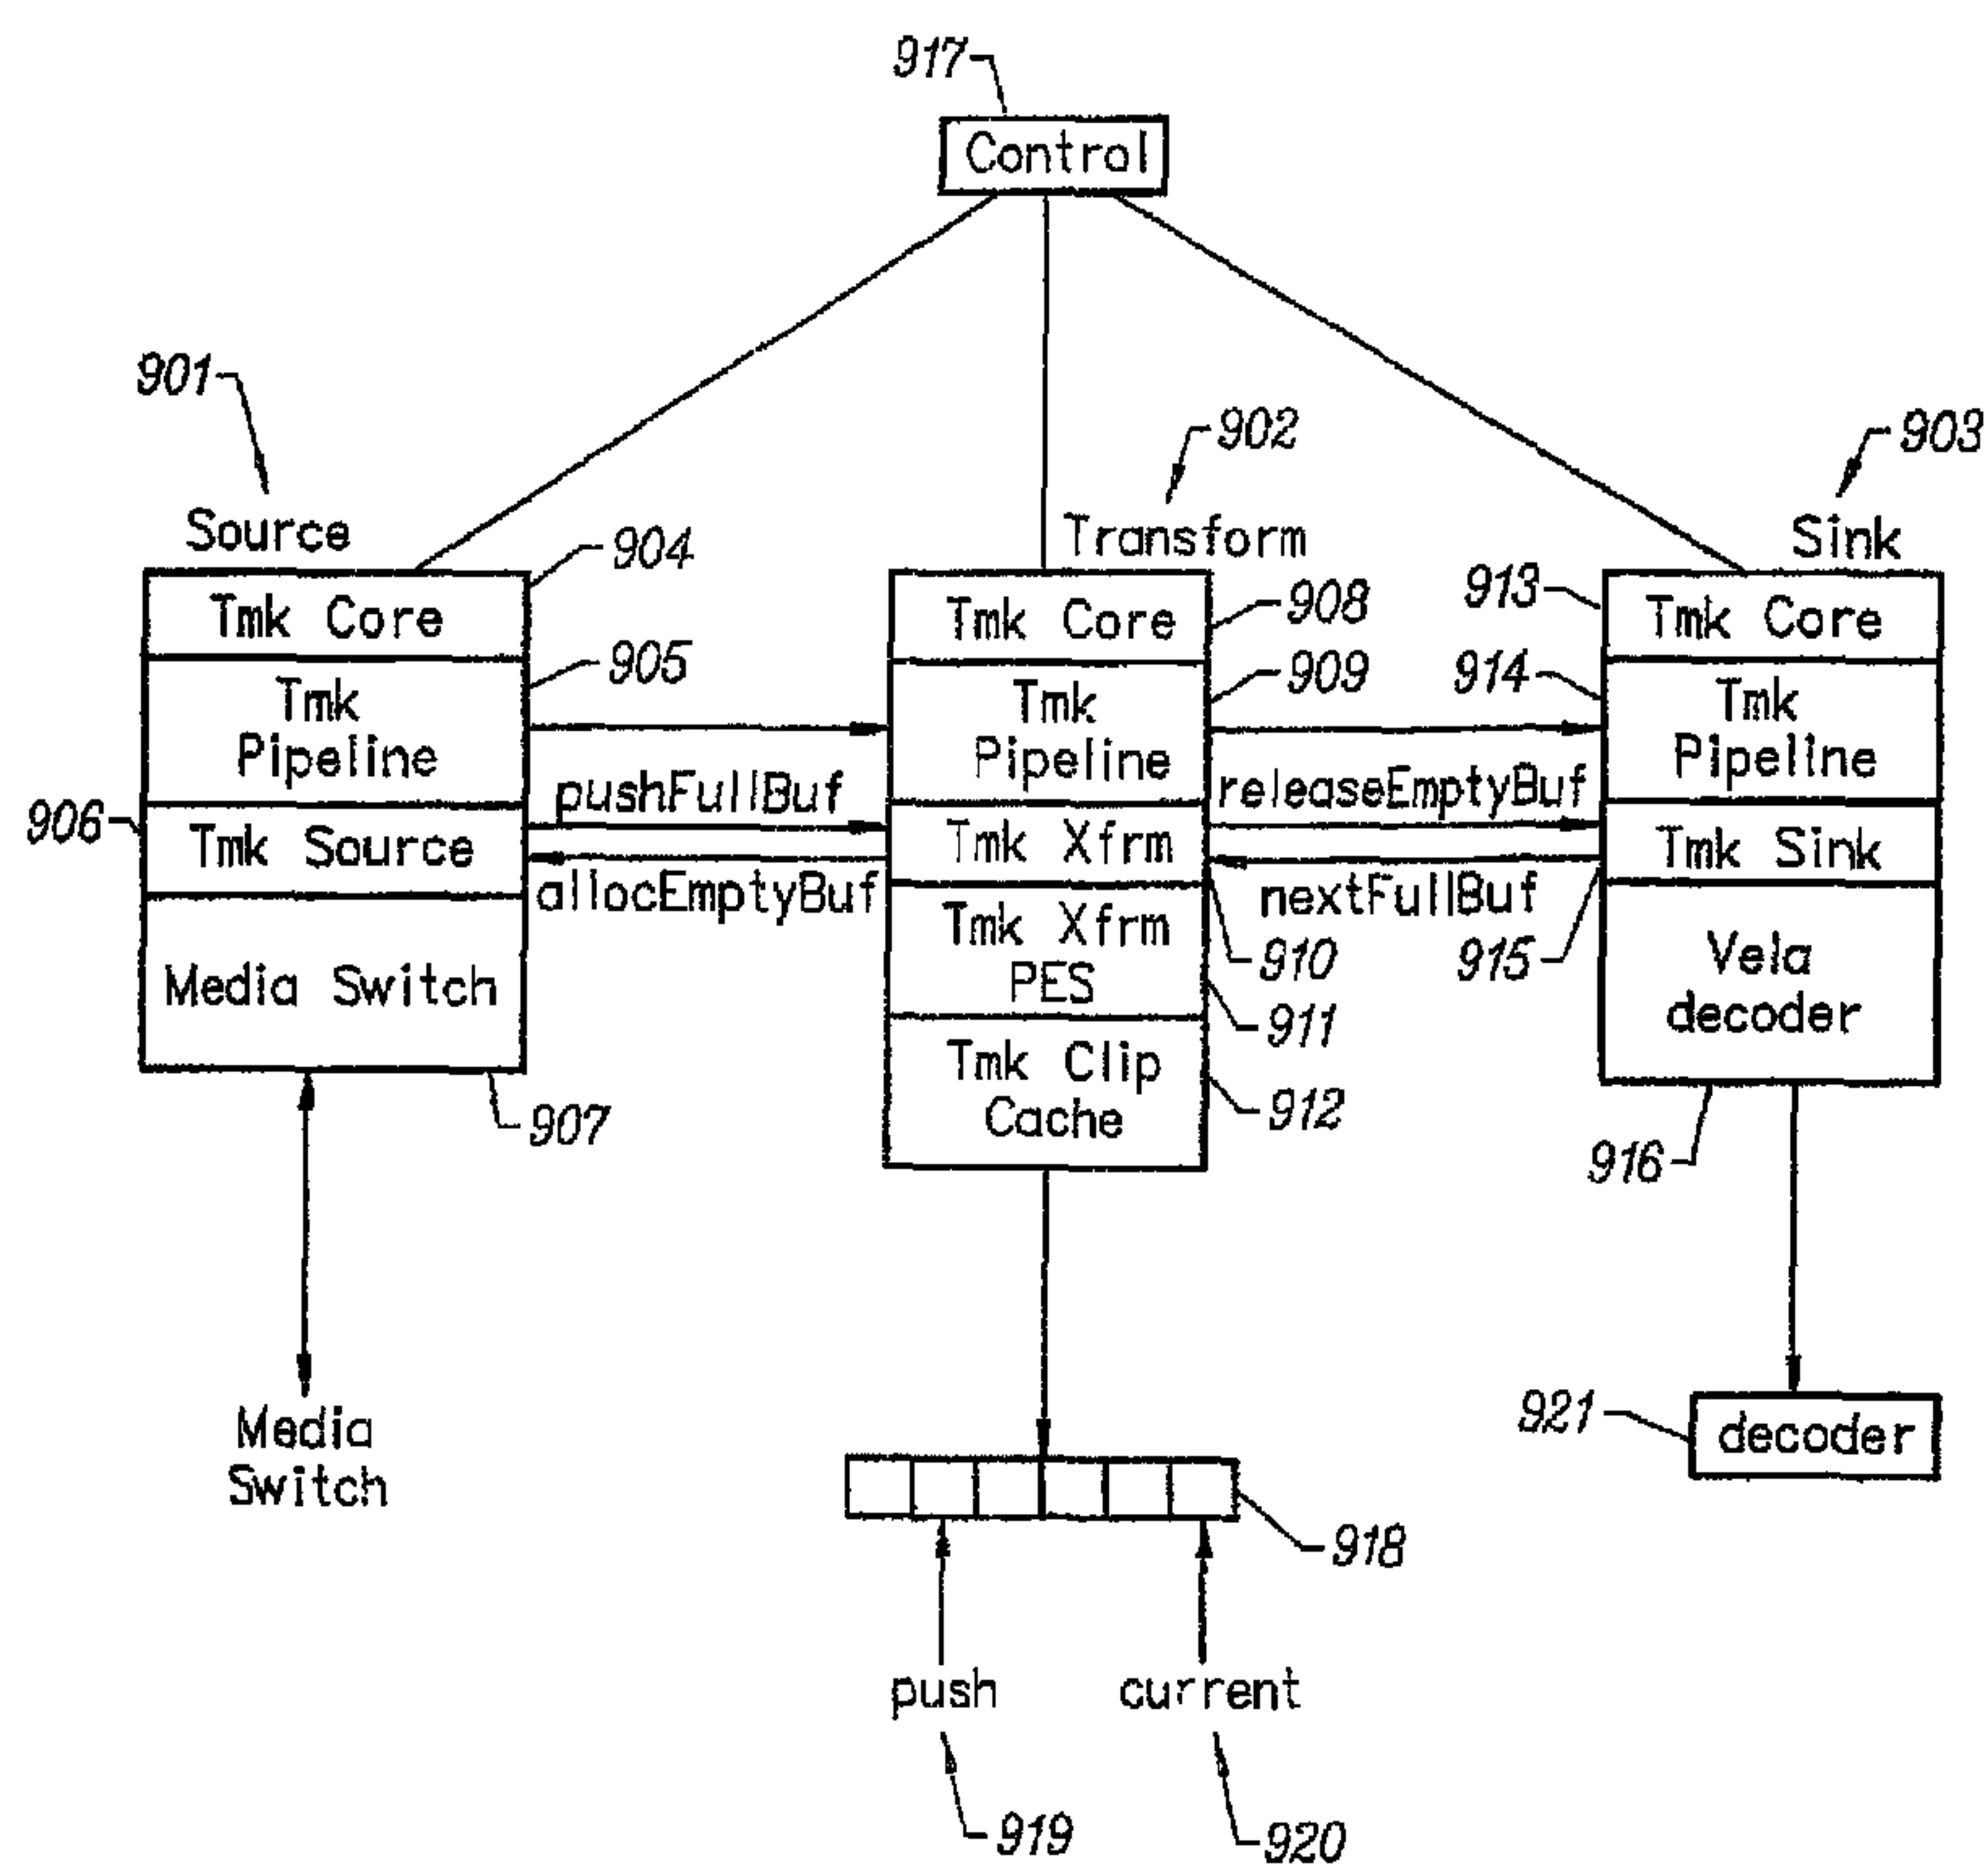 917
Control
901
902
903
Source
Transform
Sink
904
Tmk Core
905
Tmk
Pipeline
906
Tmk Source
Media Switch
907
pushFullBuf
allocEmptyBuf
Tmk Core
908
Tmk
Pipeline
909
Tmk Xfrm
910
Tmk Xfrm
PES
911
Tmk Clip
Cache
912
releaseEmptyBuf
nextFullBuf
913
Tmk Core
914
Tmk
Pipeline
Tmk Sink
915
Vela
decoder
916
Media
Switch
921
decoder
918
push
current
919
920